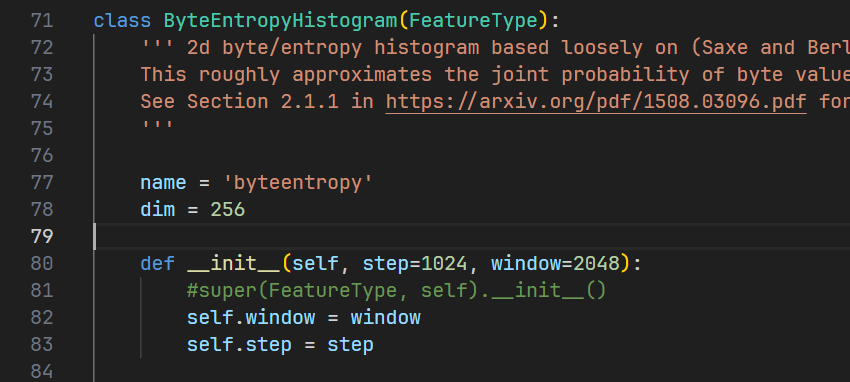 71 class ByteEntropyHistogram(FeatureType):
72     ''' 2d byte/entropy histogram based loosely on (Saxe and Berl
73     This roughly approximates the joint probability of byte value
74     See Section 2.1.1 in https://arxiv.org/pdf/1508.03096.pdf for
75     '''
76
77     name = 'byteentropy'
78     dim = 256
79
80     def __init__(self, step=1024, window=2048):
81         #super(FeatureType, self).__init__()
82         self.window = window
83         self.step = step
84